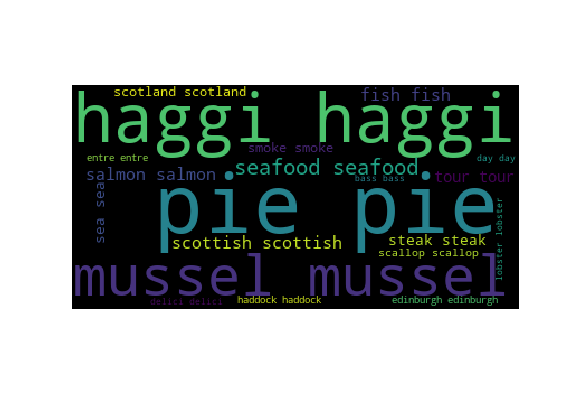 scotland scotland
fish fish
haggi haggi
smoke smoke
entre entre
seafood seafood
day day
salmon salmon
bass bass
tour tour
sea sea
pie pie
lobster lobster
scottish scottish
steak steak
scallop scallop
mussel mussel
delici delici
haddock haddock
edinburgh edinburgh